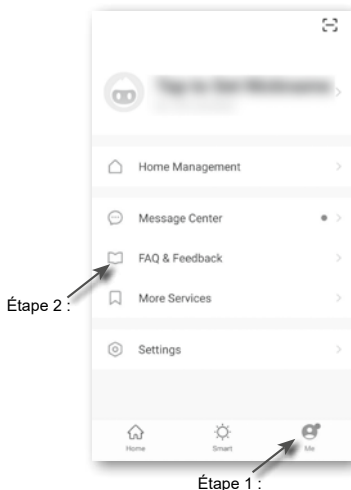 Home Management
Message Center
FAQ & Feedback
Étape 2 :
More Services
Settings
Home
Smart
Me
Étape 1 :